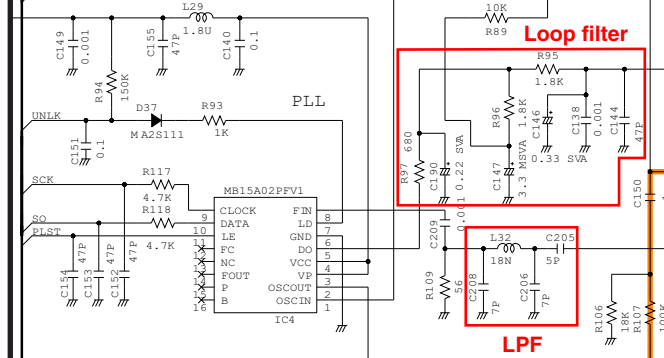 L29
1.8U
C149
0.001
C155
47P
C140
0.1
R94
150K
10K
R89
Loop filter
R95
1.8K
R96
1.8K
C146
0.33 SVA
C138
0.001
C144
47P
680
R97
C190
0.22 SVA
C147
3.3 MSVA
PLL
UNLK
D37
MA2S111
R93
1K
C151
0.1
SCK
R117
4.7K
SO
R118
4.7K
PLST
C154
47P
C153
47P
C152
47P
MB15A02PFV1
CLOCK
FIN
9
DATA
LD
8
10
LE
GND
7
11
FC
DO
6
12
NC
VCC
5
13
FOUT
VP
4
14
P
OSCOUT
3
15
B
OSCIN
2
16
1
IC4
C209
0.001
R109
56
L32
18N
C205
5P
C208
7P
C206
7P
LPF
C150
R106
18K
R107
100K